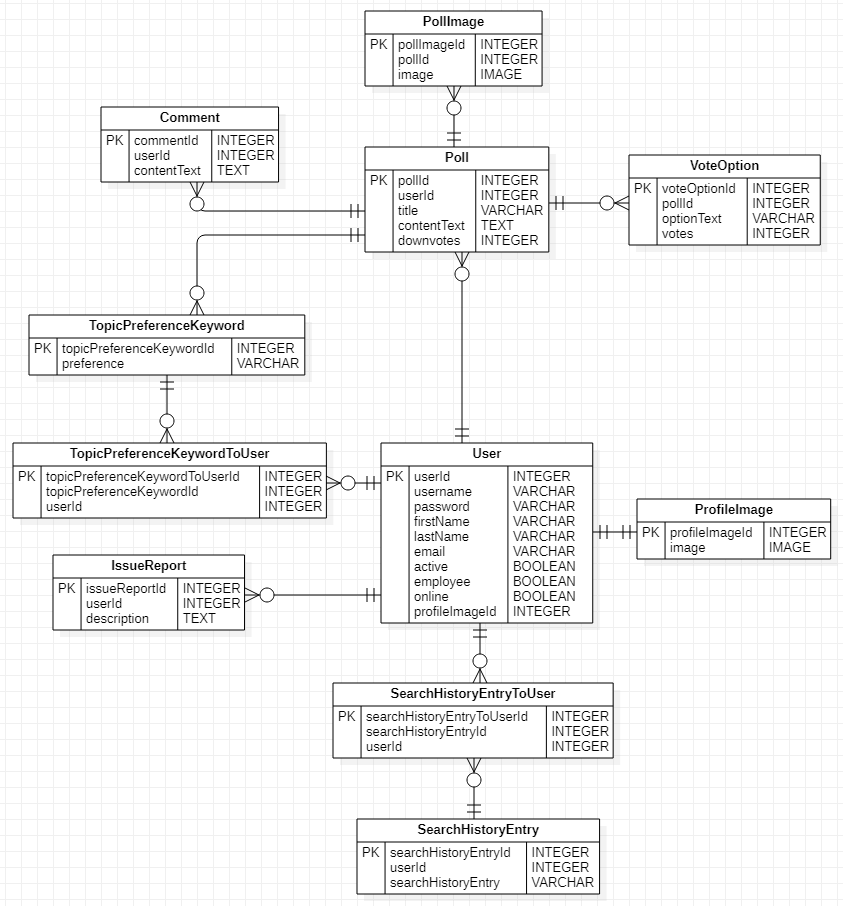 PollImage
PK pollImageId INTEGER
pollId INTEGER
image IMAGE
Comment
PK commentId INTEGER
userId INTEGER
contentText TEXT
Poll
PK pollId INTEGER
userId INTEGER
title VARCHAR
contentText TEXT
downvotes INTEGER
VoteOption
PK voteOptionId INTEGER
pollId INTEGER
optionText VARCHAR
votes INTEGER
TopicPreferenceKeyword
PK topicPreferenceKeywordId INTEGER
preference VARCHAR
TopicPreferenceKeywordToUser
PK topicPreferenceKeywordToUserId INTEGER
topicPreferenceKeywordId INTEGER
userId INTEGER
User
PK userId INTEGER
username VARCHAR
password VARCHAR
firstName VARCHAR
lastName VARCHAR
email VARCHAR
active BOOLEAN
employee BOOLEAN
online BOOLEAN
profileImageId INTEGER
ProfileImage
PK profileImageId INTEGER
image IMAGE
IssueReport
PK issueReportId INTEGER
userId INTEGER
description TEXT
SearchHistoryEntryToUser
PK searchHistoryEntryToUserId INTEGER
searchHistoryEntryId INTEGER
userId INTEGER
SearchHistoryEntry
PK searchHistoryEntryId INTEGER
userId INTEGER
searchHistoryEntry VARCHAR